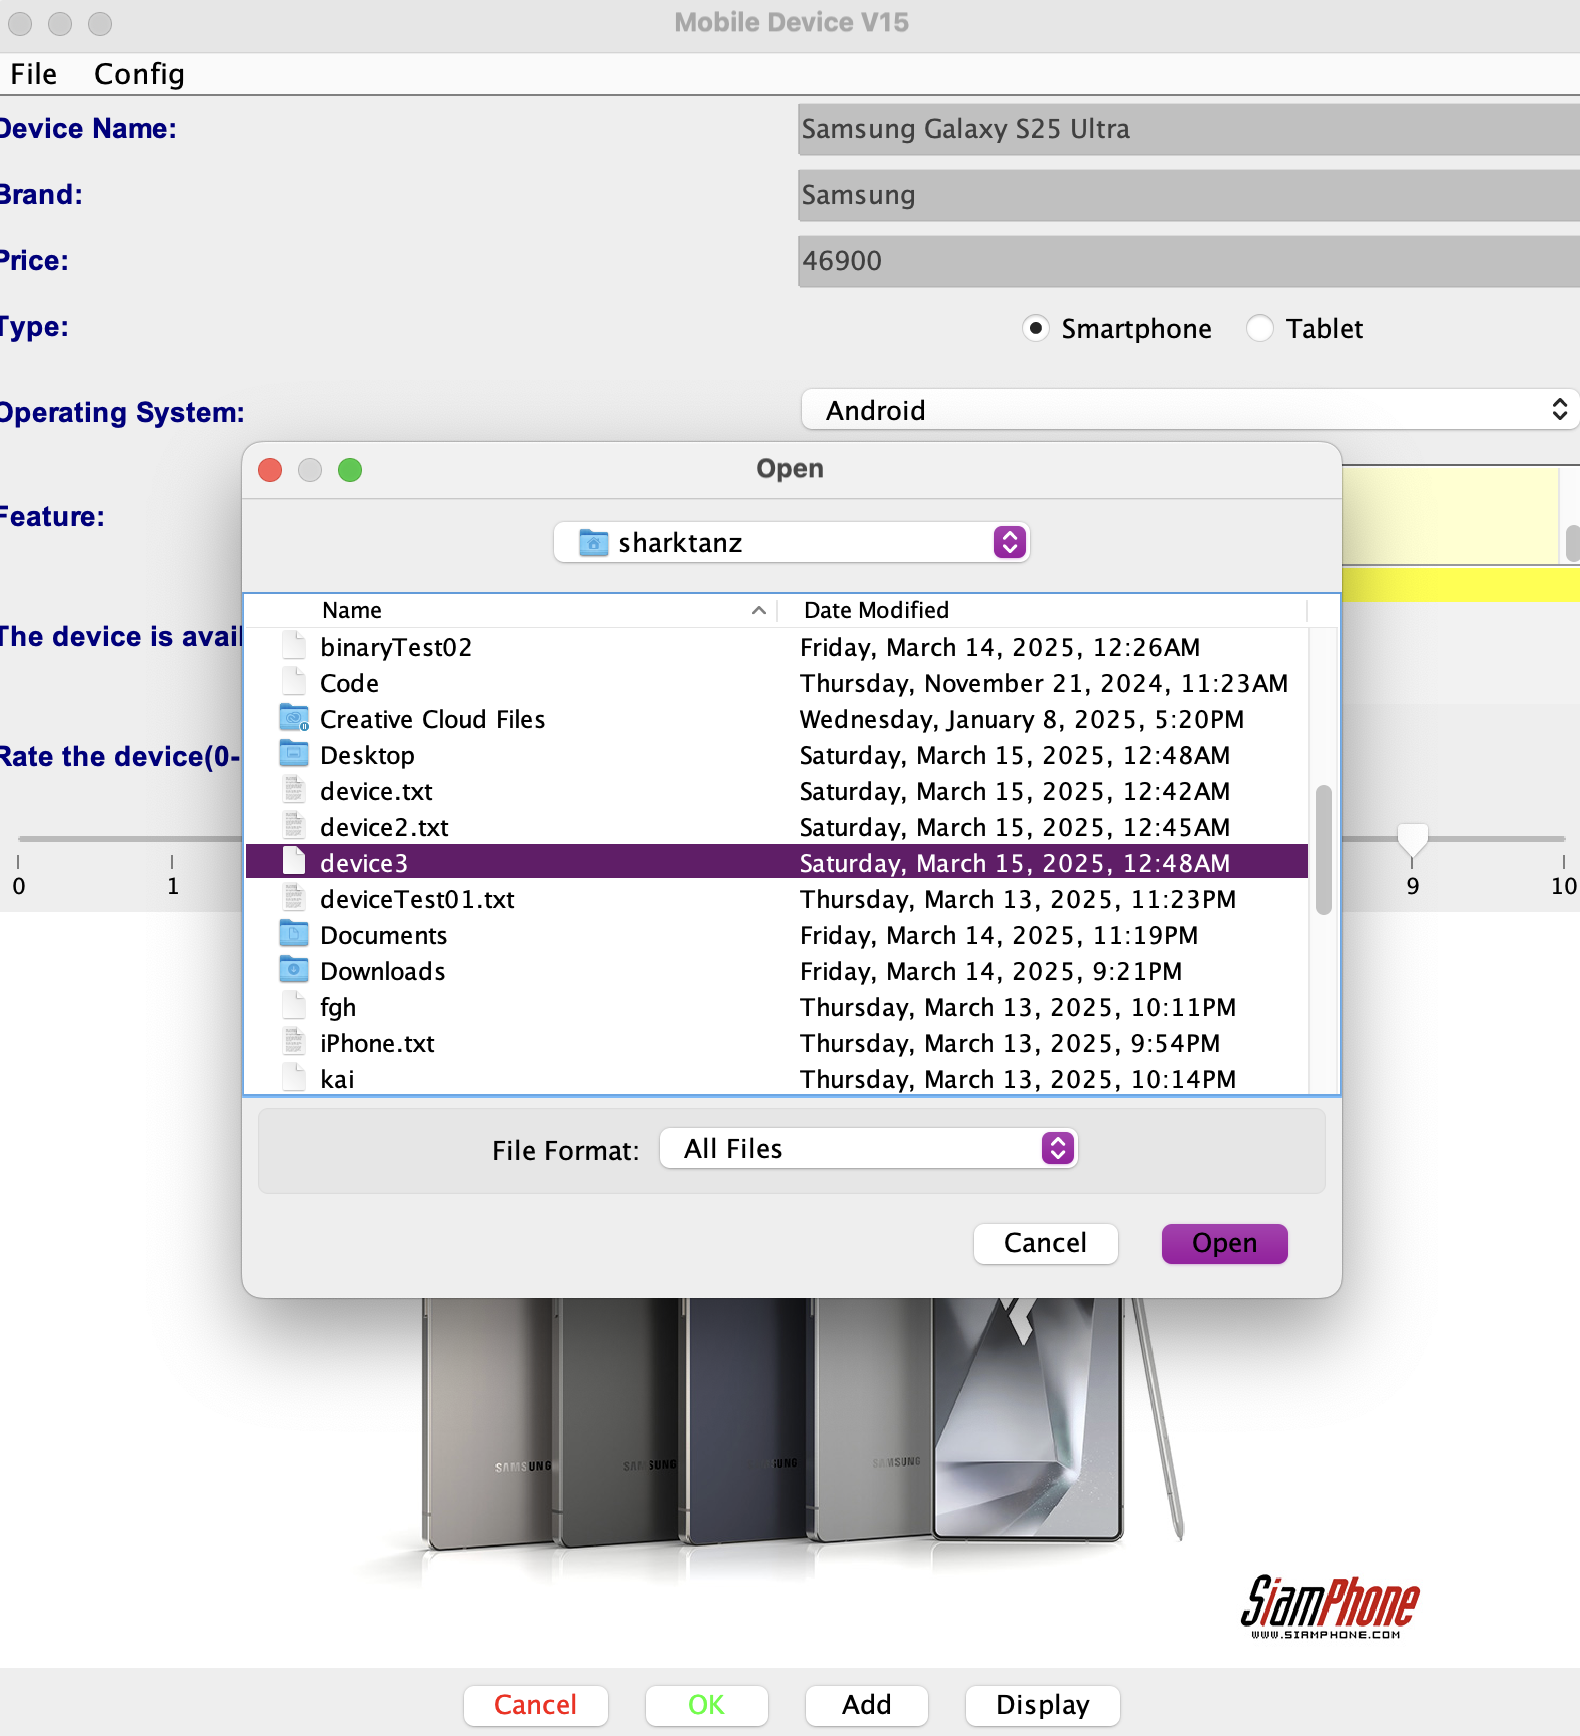 Mobile Device V15
File Config
Device Name: Samsung Galaxy S25 Ultra
Brand: Samsung
Price: 46900
Type: Smartphone Tablet
Operating System: Android
Open
Feature:
sharktanz
Name Date Modified
The device is avail
binaryTest02 Friday, March 14, 2025, 12:26AM
Code Thursday, November 21, 2024, 11:23AM
Creative Cloud Files Wednesday, January 8, 2025, 5:20PM
Rate the device(0-
Desktop Saturday, March 15, 2025, 12:48AM
device.txt Saturday, March 15, 2025, 12:42AM
device2.txt Saturday, March 15, 2025, 12:45AM
device3 Saturday, March 15, 2025, 12:48AM
0 1 9 10
deviceTest01.txt Thursday, March 13, 2025, 11:23PM
Documents Friday, March 14, 2025, 11:19PM
Downloads Friday, March 14, 2025, 9:21PM
fgh Thursday, March 13, 2025, 10:11PM
iPhone.txt Thursday, March 13, 2025, 9:54PM
kai Thursday, March 13, 2025, 10:14PM
File Format: All Files
Cancel Open
SAMSUNG SAMSUNG UNG SAMSUNG
SiamPhone
WWW.SIAMPHONE.COM
Cancel OK Add Display